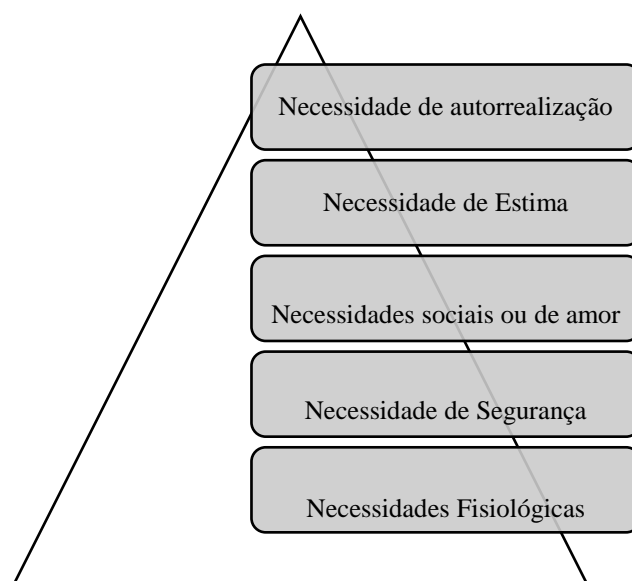 Necessidade de autorrealização
Necessidade de Estima
Necessidades sociais ou de amor
Necessidade de Segurança
Necessidades Fisiológicas